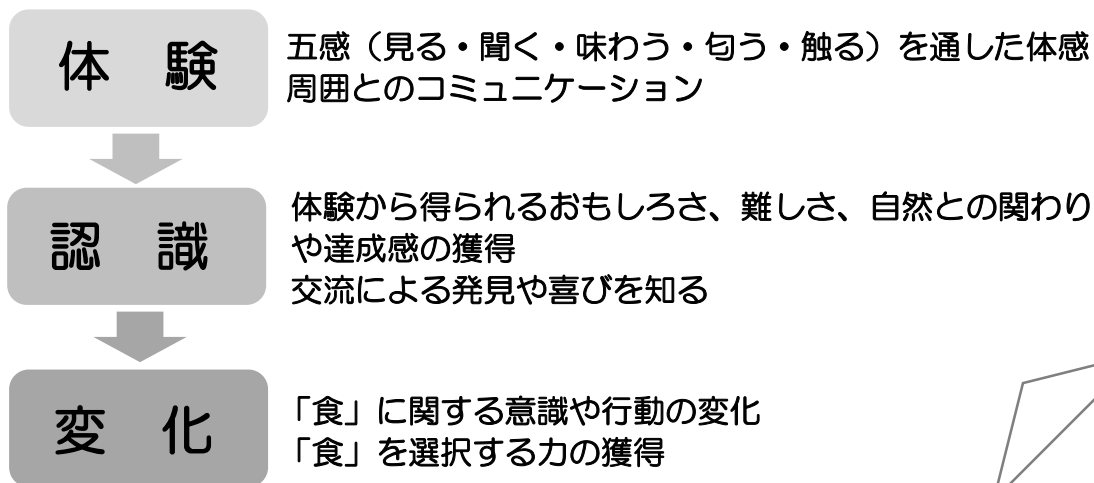 体　験
五感（見る・聞く・味わう・匂う・触る）を通した体感
周囲とのコミュニケーション
認　識
体験から得られるおもしろさ、難しさ、自然との関わり
や達成感の獲得
交流による発見や喜びを知る
変　化
「食」に関する意識や行動の変化
「食」を選択する力の獲得